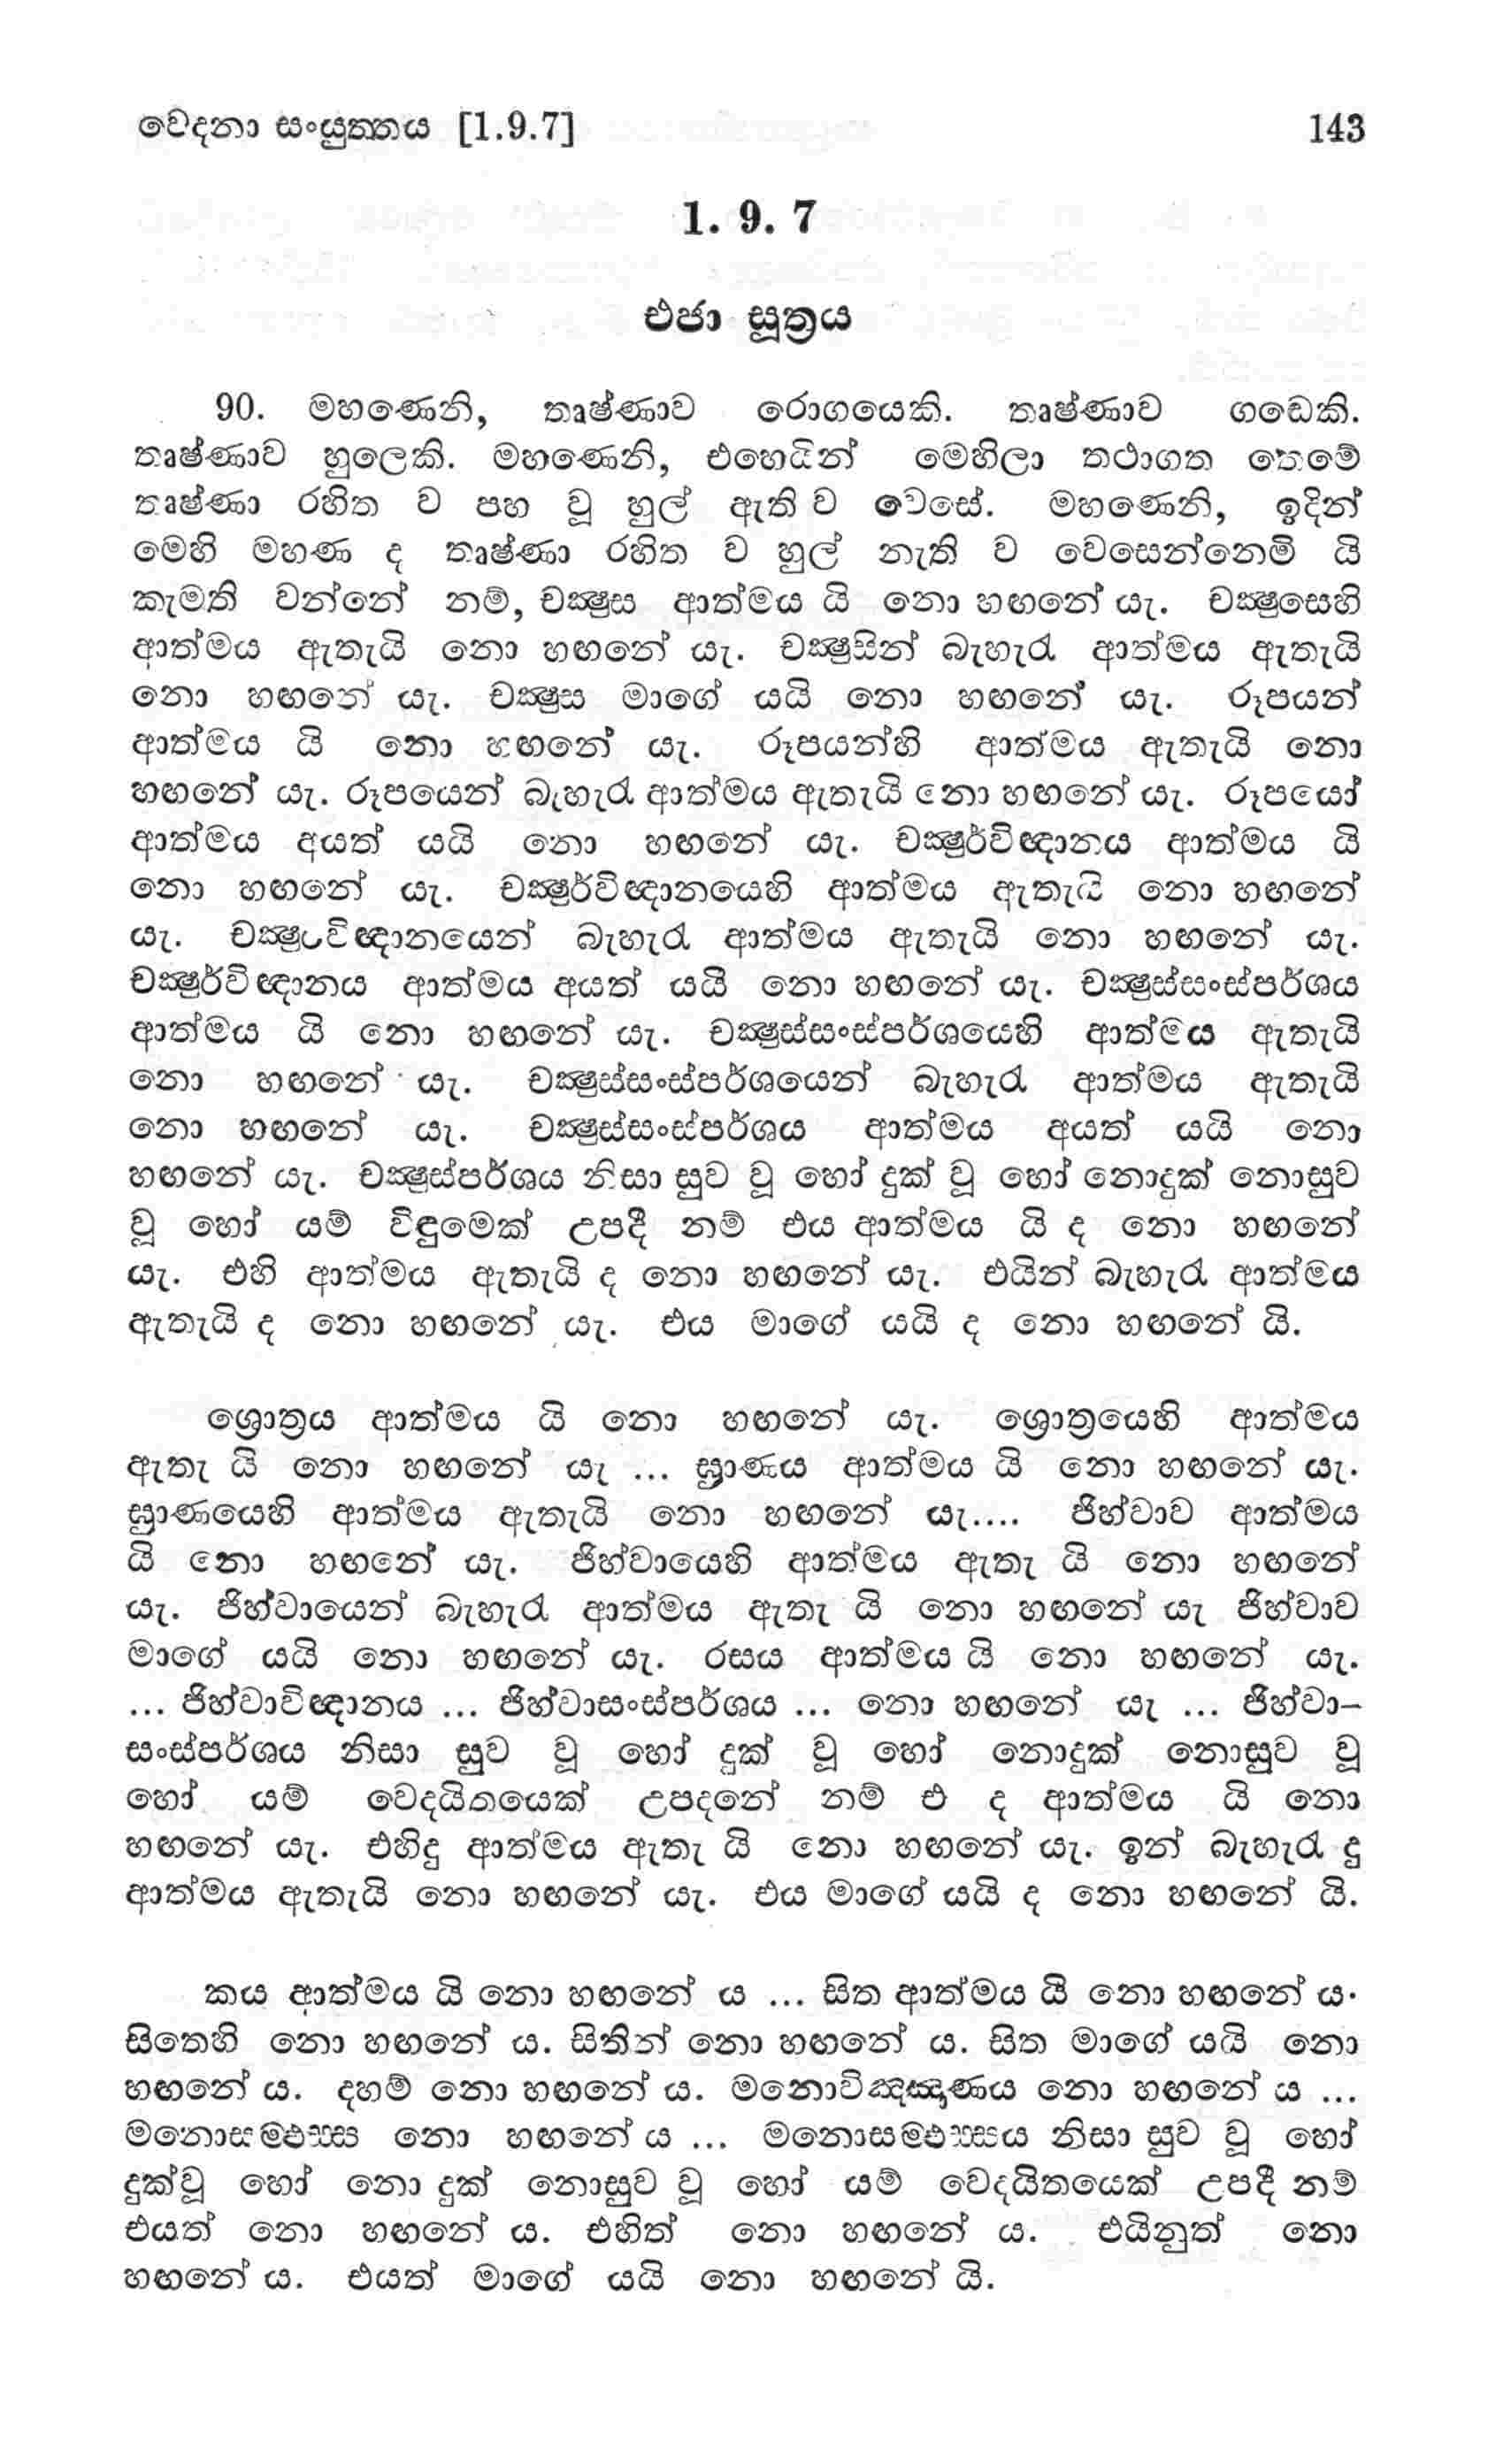 වෙදනා සංයුත්තය [1.9.7] 143
1. 9. 7
එජා සූත්‍රය
90. මහණෙනි, තෘෂ්ණාව රොගයෙකි. තෘෂ්ණාව ගඬෙකි.
තෘෂ්ණාව හුලෙකි. මහණෙනි, එහෙයින් මෙහිලා තථාගත තෙමේ
තෘෂ්ණා රහිත ව පහ වූ හුල් ඇති ව වෙසේ. මහණෙනි, ඉදින්
මෙහි මහණ ද තෘෂ්ණා රහිත ව හුල් නැති ව වෙසෙන්නෙමි යි
කැමති වන්නේ නම්, චක්‍ෂුස ආත්මය යි නො හඟනේ යැ. චක්‍ෂුසෙහි
ආත්මය ඇතැයි නො හඟනේ යැ. චක්‍ෂුසින් බැහැර ආත්මය ඇතැයි
නො හඟනේ යැ. චක්‍ෂුස මාගේ යයි නො හඟනේ යැ. රූපයන්
ආත්මය යි නො හඟනේ යැ. රූපයන්හි ආත්මය ඇතැයි නො
හඟනේ යැ. රූපයෙන් බැහැර ආත්මය ඇතැයි නො හඟනේ යැ. රූපයෝ
ආත්මය අයත් යයි නො හඟනේ යැ. චක්‍ෂුර්විඥානය ආත්මය යි
නො හඟනේ යැ. චක්‍ෂුර්විඥානයෙහි ආත්මය ඇතැයි නො හඟනේ
යැ. චක්‍ෂුර්විඥානයෙන් බැහැර ආත්මය ඇතැයි නො හඟනේ යැ.
චක්‍ෂුර්විඥානය ආත්මය අයත් යයි නො හඟනේ යැ. චක්‍ෂුස්සංස්පර්ශය
ආත්මය යි නො හඟනේ යැ. චක්‍ෂුස්සංස්පර්ශයෙහි ආත්මය ඇතැයි
නො හඟනේ යැ. චක්‍ෂුස්සංස්පර්ශයෙන් බැහැර ආත්මය ඇතැයි
නො හඟනේ යැ. චක්‍ෂුස්සංස්පර්ශය ආත්මය අයත් යයි නො
හඟනේ යැ. චක්‍ෂුස්පර්ශය නිසා සුව වූ හෝ දුක් වූ හෝ නොදුක් නොසුව
වූ හෝ යම් විඳුමෙක් උපදී නම් එය ආත්මය යි ද නො හඟනේ
යැ. එහි ආත්මය ඇතැයි ද නො හඟනේ යැ. එයින් බැහැර ආත්මය
ඇතැයි ද නො හඟනේ යැ. එය මාගේ යයි ද නො හඟනේ යි.
ශ්‍රොත්‍රය ආත්මය යි නො හඟනේ යැ. ශ්‍රොත්‍රයෙහි ආත්මය
ඇතැ යි නො හඟනේ යැ ... ඝ්‍රාණය ආත්මය යි නො හඟනේ යැ.
ඝ්‍රාණයෙහි ආත්මය ඇතැයි නො හඟනේ යැ.... ජිහ්වාව ආත්මය
යි නො හඟනේ යැ. ජිහ්වායෙහි ආත්මය ඇතැ යි නො හඟනේ
යැ. ජිහ්වායෙන් බැහැර ආත්මය ඇතැ යි නො හඟනේ යැ ජිහ්වාව
මාගේ යයි නො හඟනේ යැ. රසය ආත්මය යි නො හඟනේ යැ.
... ජිහ්වාවිඥානය ... ජිහ්වාසංස්පර්ශය ... නො හඟනේ යැ ... ජිහ්වා-
සංස්පර්ශය නිසා සුව වූ හෝ දුක් වූ හෝ නොදුක් නොසුව වූ
හෝ යම් වෙදයිතයෙක් උපදනේ නම් එ ද ආත්මය යි නො
හඟනේ යැ. එහිදු ආත්මය ඇතැ යි නො හඟනේ යැ. ඉන් බැහැර දු
ආත්මය ඇතැයි නො හඟනේ යැ. එය මාගේ යයි ද නො හඟනේ යි.
කය ආත්මය යි නො හඟනේ ය ... සිත ආත්මය යි නො හඟනේ ය.
සිතෙහි නො හඟනේ ය. සිතින් නො හඟනේ ය. සිත මාගේ යයි නො
හඟනේ ය. දහම් නො හඟනේ ය. මනොවිඤ්ඤාණය නො හඟනේ ය ...
මනොසම්ඵස්ස නො හඟනේ ය ... මනොසම්ඵස්සය නිසා සුව වූ හෝ
දුක්වූ හෝ නො දුක් නොසුව වූ හෝ යම් වෙදයිතයෙක් උපදී නම්
එයත් නො හඟනේ ය. එහිත් නො හඟනේ ය. එයිනුත් නො
හඟනේ ය. එයත් මාගේ යයි නො හඟනේ යි.